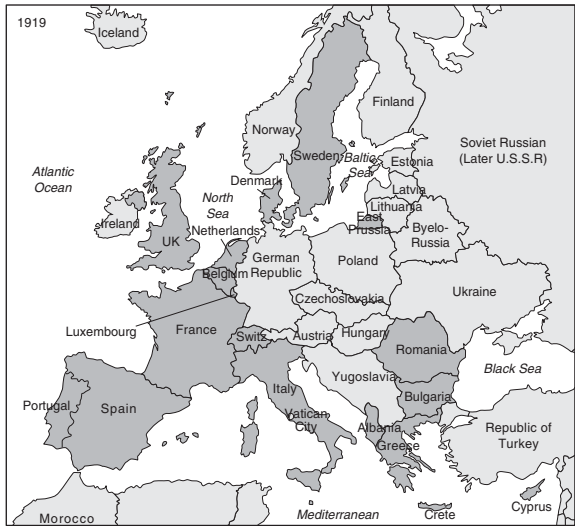 1919
Iceland
Finland
Norway
Soviet Russian
(Later U.S.S.R)
Sweden
Baltic
Sea
Estonia
Atlantic
Ocean
Denmark
Latvia
North
Sea
Lithuania
East
Prussia
Ireland
Netherlands
Byelo-
Russia
UK
German
Republic
Poland
Belgium
Ukraine
Czechoslovakia
Luxembourg
France
Switz
Austria
Hungary
Romania
Black Sea
Yugoslavia
Italy
Bulgaria
Portugal
Spain
Vatican
City
Albania
Greece
Republic of
Turkey
Cyprus
Crete
Mediterranean
Morocco